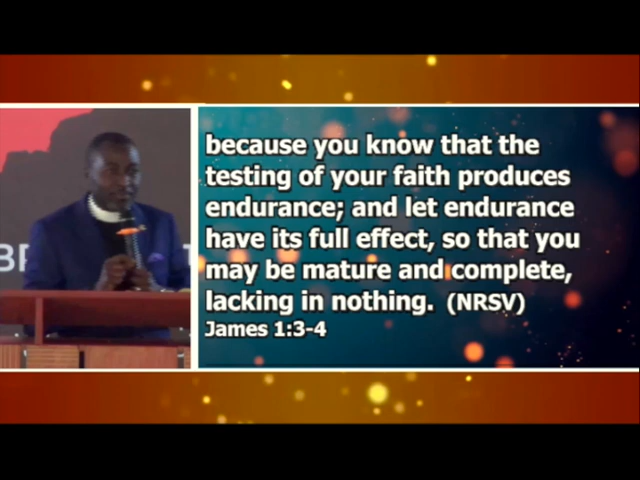 because you know that the
testing of your faith produces
endurance; and let endurance
have its full effect, so that you
may be mature and complete,
lacking in nothing. (NRSV)
James 1:3-4